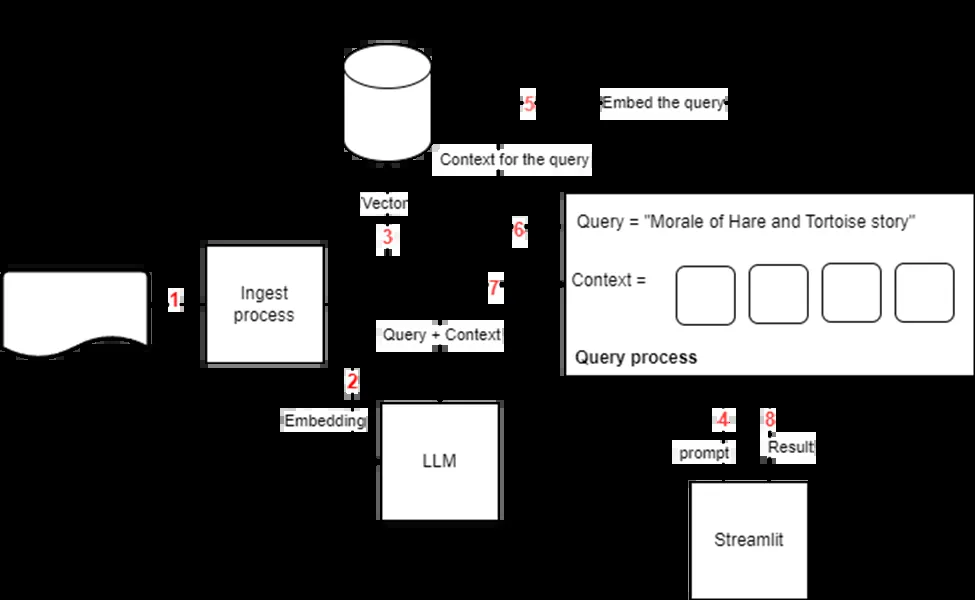 5
Embed the query
Context for the query
Vector
3
6
Query = "Morale of Hare and Tortoise story"
Context =
1
Ingest
process
7
Query + Context
Query process
2
Embedding
4
8
prompt
Result
LLM
Streamlit